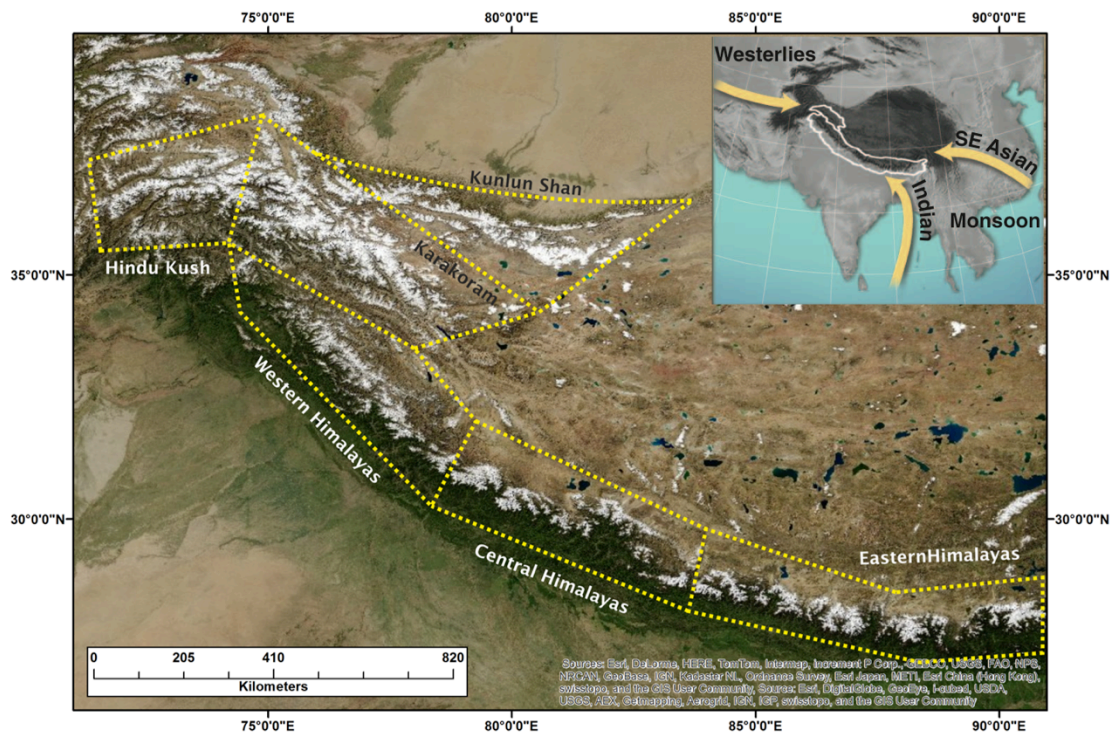 75°0'0"E 80°0'0"E 85°0'0"E 90°0'0"E
Westerlies
SE Asian
Indian
Monsoon
Kunlun Shan
Karakoram
Hindu Kush
35°0'0"N 35°0'0"N
Western Himalayas
30°0'0"N 30°0'0"N
Central Himalayas
EasternHimalayas
0 205 410 820
Kilometers
Sources: Esri, DeLorme, HERE, TomTom, Intermap, increment P Corp., GEBCO, USGS, FAO, NPS,
NRCAN, GeoBase, IGN, Kadaster NL, Ordnance Survey, Esri Japan, METI, Esri China (Hong Kong),
swisstopo, and the GIS User Community, Source: Esri, DigitalGlobe, GeoEye, i-cubed, USDA,
USGS, AEX, Getmapping, Aerogrid, IGN, IGP, swisstopo, and the GIS User Community
75°0'0"E 80°0'0"E 85°0'0"E 90°0'0"E